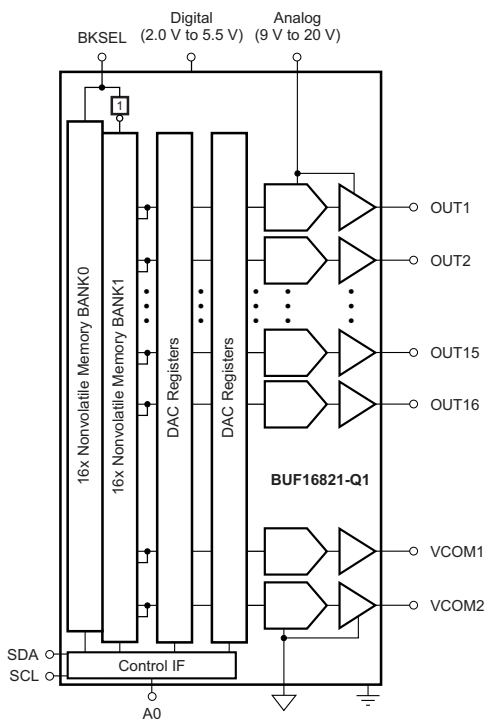 Digital
(2.0 V to 5.5 V)
Analog
(9 V to 20 V)
BKSEL
1
16x Nonvolatile Memory BANK0
16x Nonvolatile Memory BANK1
DAC Registers
DAC Registers
OUT1
OUT2
OUT15
OUT16
BUF16821-Q1
VCOM1
VCOM2
SDA
SCL
Control IF
A0